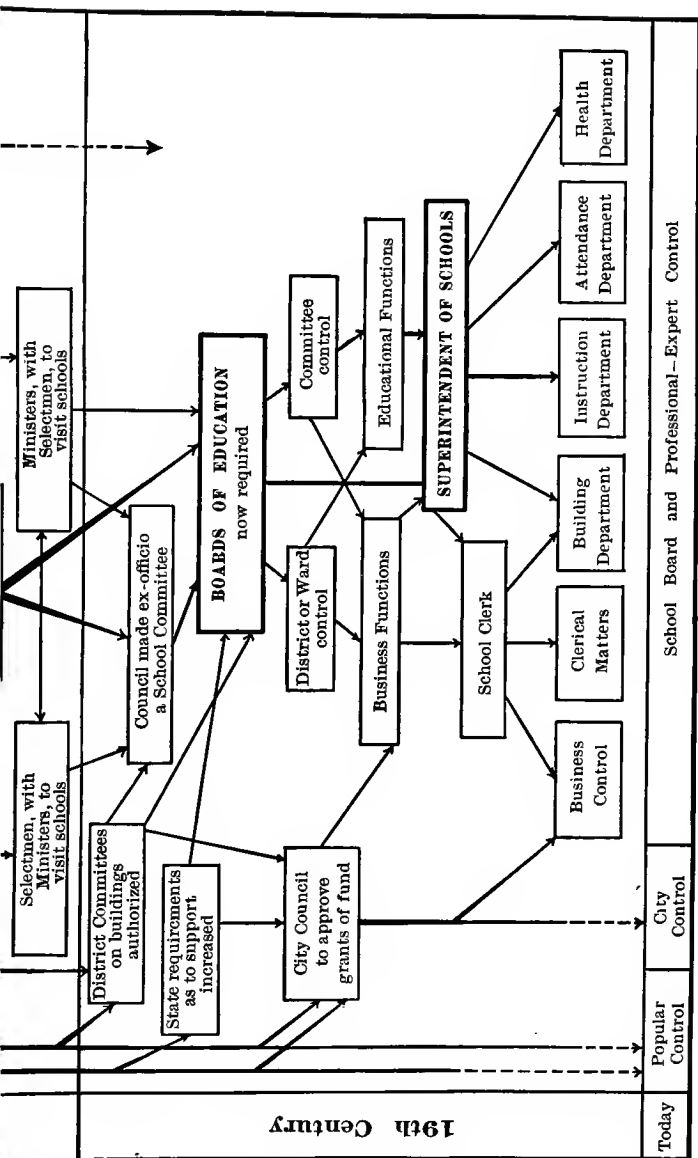 Selectmen, with
Ministers, to
visit schools
Ministers, with
Selectmen, to
visit schools
19th Century
District Committees
on buildings
authorized
Council made ex-officio
a School Committee
State requirements
as to support
increased
BOARDS OF EDUCATION
now required
City Council
to approve
grants of fund
District or Ward
control
Committee
control
Business Functions
Educational Functions
School Clerk
SUPERINTENDENT OF SCHOOLS
Business
Control
Clerical
Matters
Building
Department
Instruction
Department
Attendance
Department
Health
Department
Today
Popular
Control
City
Control
School Board and Professional-Expert Control